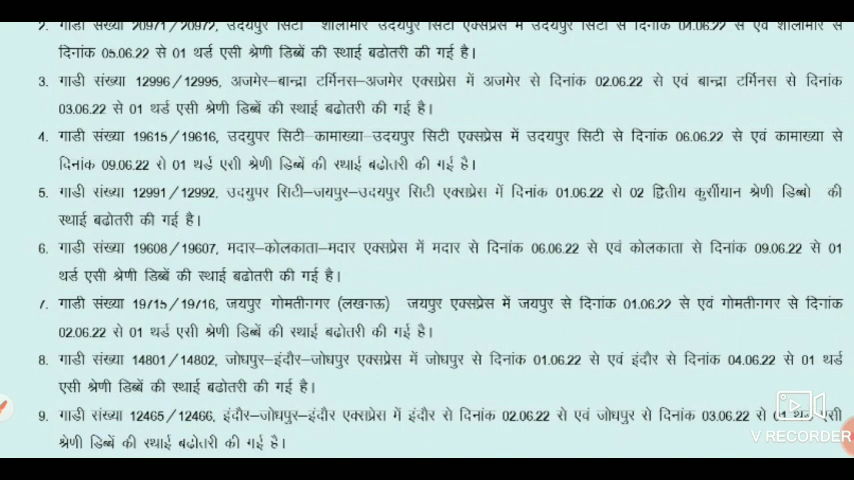 2. गाडी संख्या 20971/20972, उदयपुर सिटी शालीमार उदयपुर सिटी एक्सप्रेस में उदयपुर सिटी से दिनांक 04.06.22 से एवं शालीमार से
दिनांक 05.06.22 से 01 थर्ड एसी श्रेणी डिब्बें की स्थाई बढोतरी की गई है।
3. गाडी संख्या 12996/12995, अजमेर–बान्द्रा टर्मिनस–अजमेर एक्सप्रेस में अजमेर से दिनांक 02.06.22 से एवं बान्द्रा टर्मिनस से दिनांक
03.06.22 से 01 थर्ड एसी श्रेणी डिब्बें की स्थाई बढोतरी की गई है।
4. गाडी संख्या 19615/19616, उदयुपर सिटी–कामाख्या–उदयपुर सिटी एक्सप्रेस में उदयपुर सिटी से दिनांक 06.06.22 से एवं कामाख्या से
दिनांक 09.06.22 से 01 थर्ड एसी श्रेणी डिब्बें की स्थाई बढोतरी की गई है।
5. गाडी संख्या 12991/12992, उदयुपर सिटी–जयपुर–उदयपुर सिटी एक्सप्रेस में दिनांक 01.06.22 से 02 द्वितीय कुर्सीयान श्रेणी डिब्बो की
स्थाई बढोतरी की गई है।
6. गाडी संख्या 19608/19607, मदार–कोलकाता–मदार एक्सप्रेस में मदार से दिनांक 06.06.22 से एवं कोलकाता से दिनांक 09.06.22 से 01
थर्ड एसी श्रेणी डिब्बें की स्थाई बढोतरी की गई है।
7. गाडी संख्या 19715/19716, जयपुर गोमतीनगर (लखनऊ) जयपुर एक्सप्रेस में जयपुर से दिनांक 01.06.22 से एवं गोमतीनगर से दिनांक
02.06.22 से 01 थर्ड एसी श्रेणी डिब्बें की स्थाई बढोतरी की गई है।
8. गाडी संख्या 14801/14802, जोधपुर–इंदौर–जोधपुर एक्सप्रेस में जोधपुर से दिनांक 01.06.22 से एवं इंदौर से दिनांक 04.06.22 से 01 थर्ड
एसी श्रेणी डिब्बें की स्थाई बढोतरी की गई है।
9. गाडी संख्या 12465/12466, इंदौर–जोधपुर–इंदौर एक्सप्रेस में इंदौर से दिनांक 02.06.22 से एवं जोधपुर से दिनांक 03.06.22 से 01 थर्ड एसी
श्रेणी डिब्बें की स्थाई बढोतरी की गई है।
V RECORDER